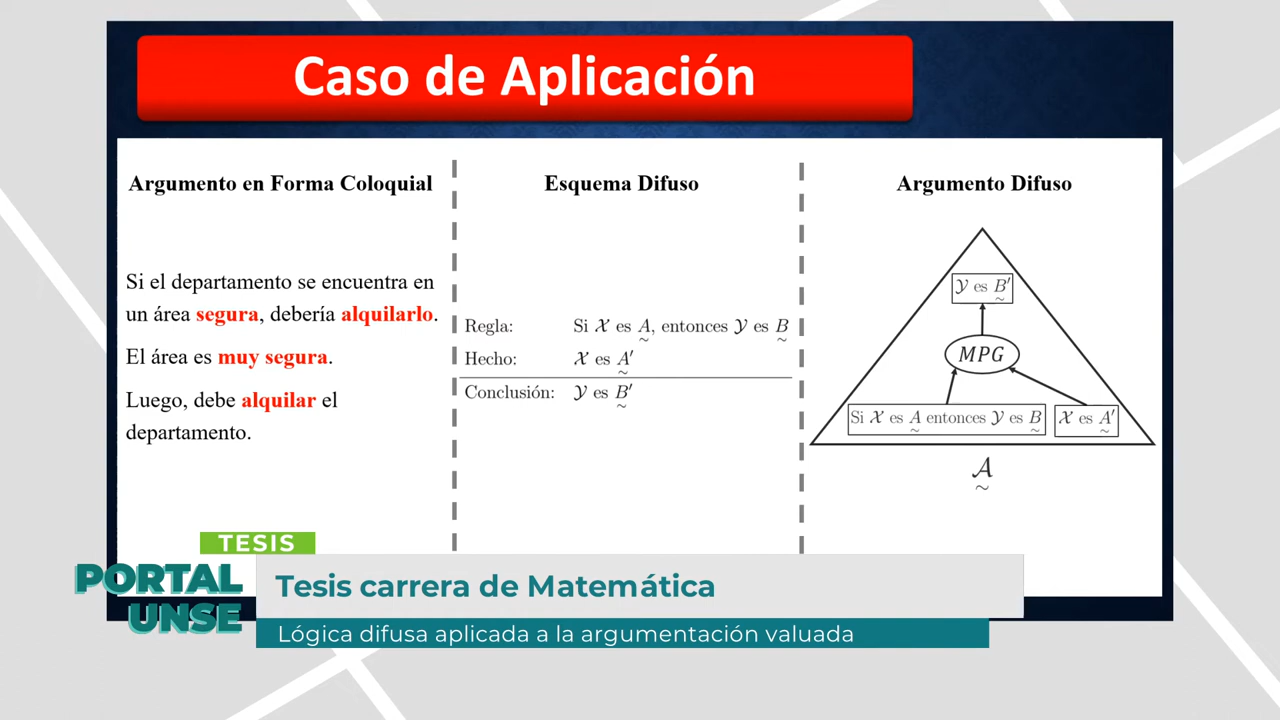 Caso de Aplicación
Argumento en Forma Coloquial
Si el departamento se encuentra en
un área segura, debería alquilarlo.
El área es muy segura.
Luego, debe alquilar el
departamento.
Esquema Difuso
Regla: Si 𝒳 es A̰, entonces 𝒴 es B̰
Hecho: 𝒳 es A̰′
Conclusión: 𝒴 es B̰′
Argumento Difuso
𝒴 es B̰′
MPG
Si 𝒳 es A̰ entonces 𝒴 es B̰
𝒳 es A̰′
𝒜̰
TESIS
PORTAL
UNSE
Tesis carrera de Matemática
Lógica difusa aplicada a la argumentación valuada